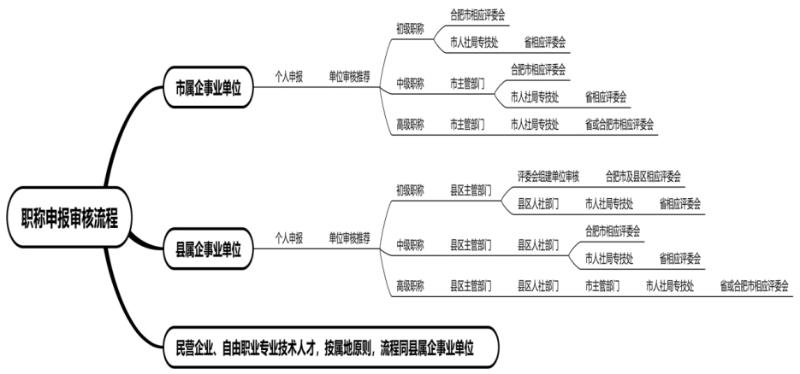 职称申报审核流程
市属企事业单位
个人申报 单位审核推荐
初级职称
合肥市相应评委会
市人社局专技处 省相应评委会
中级职称 市主管部门
合肥市相应评委会
市人社局专技处 省相应评委会
高级职称 市主管部门 市人社局专技处 省或合肥市相应评委会
县属企事业单位
个人申报 单位审核推荐
初级职称 县区主管部门
评委会组建单位审核 合肥市及县区相应评委会
县区人社部门 市人社局专技处 省相应评委会
中级职称 县区主管部门 县区人社部门
合肥市相应评委会
市人社局专技处 省相应评委会
高级职称 县区主管部门 县区人社部门 市主管部门 市人社局专技处 省或合肥市相应评委会
民营企业、自由职业专业技术人才，按属地原则，流程同县属企事业单位